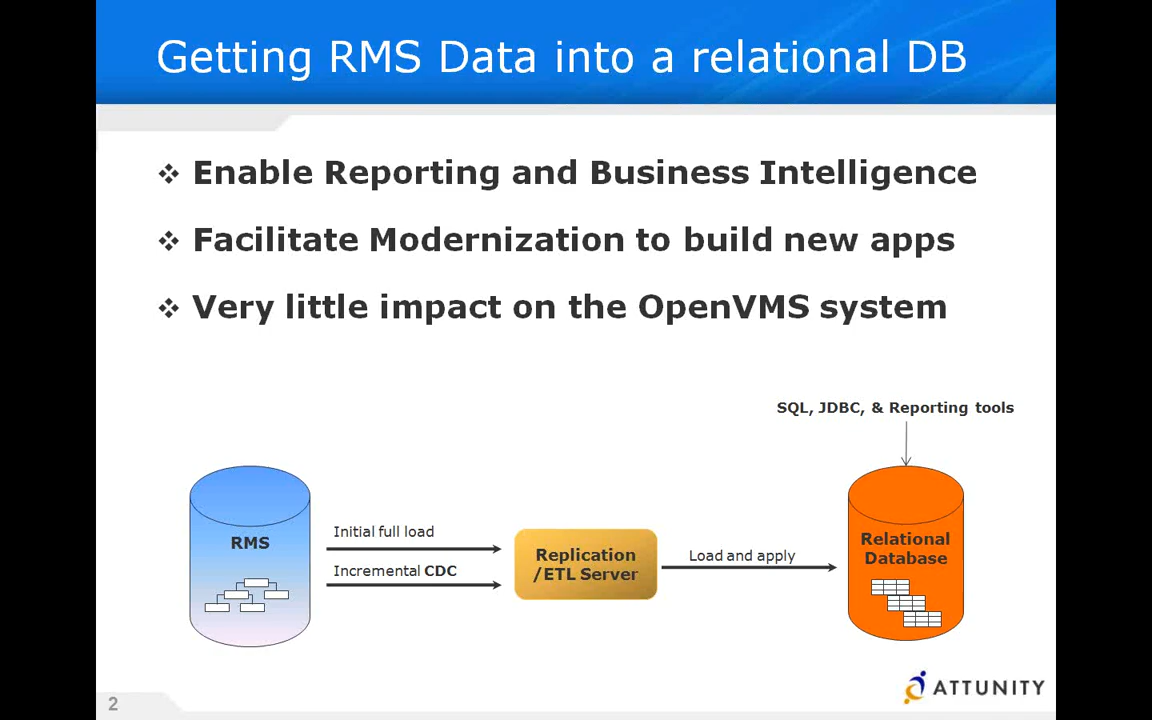 Getting RMS Data into a relational DB
Enable Reporting and Business Intelligence
Facilitate Modernization to build new apps
Very little impact on the OpenVMS system
SQL, JDBC, & Reporting tools
RMS
Initial full load
Incremental CDC
Replication
/ETL Server
Load and apply
Relational
Database
2
ATTUNITY